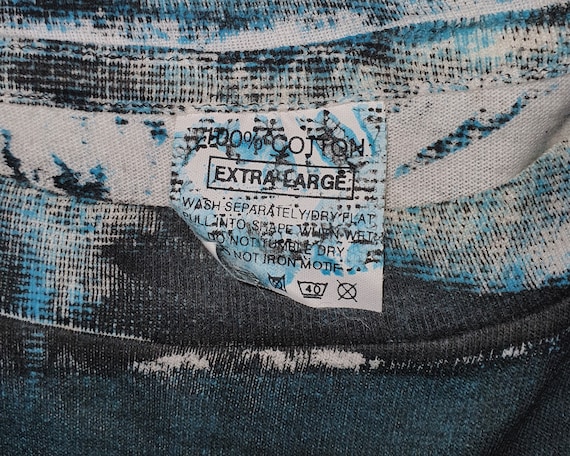 100% COTTON
EXTRA LARGE
WASH SEPARATELY/DRY FLAT
PULL INTO SHAPE WHEN WET
DO NOT TUMBLE DRY
NOT IRON MOTIF
40